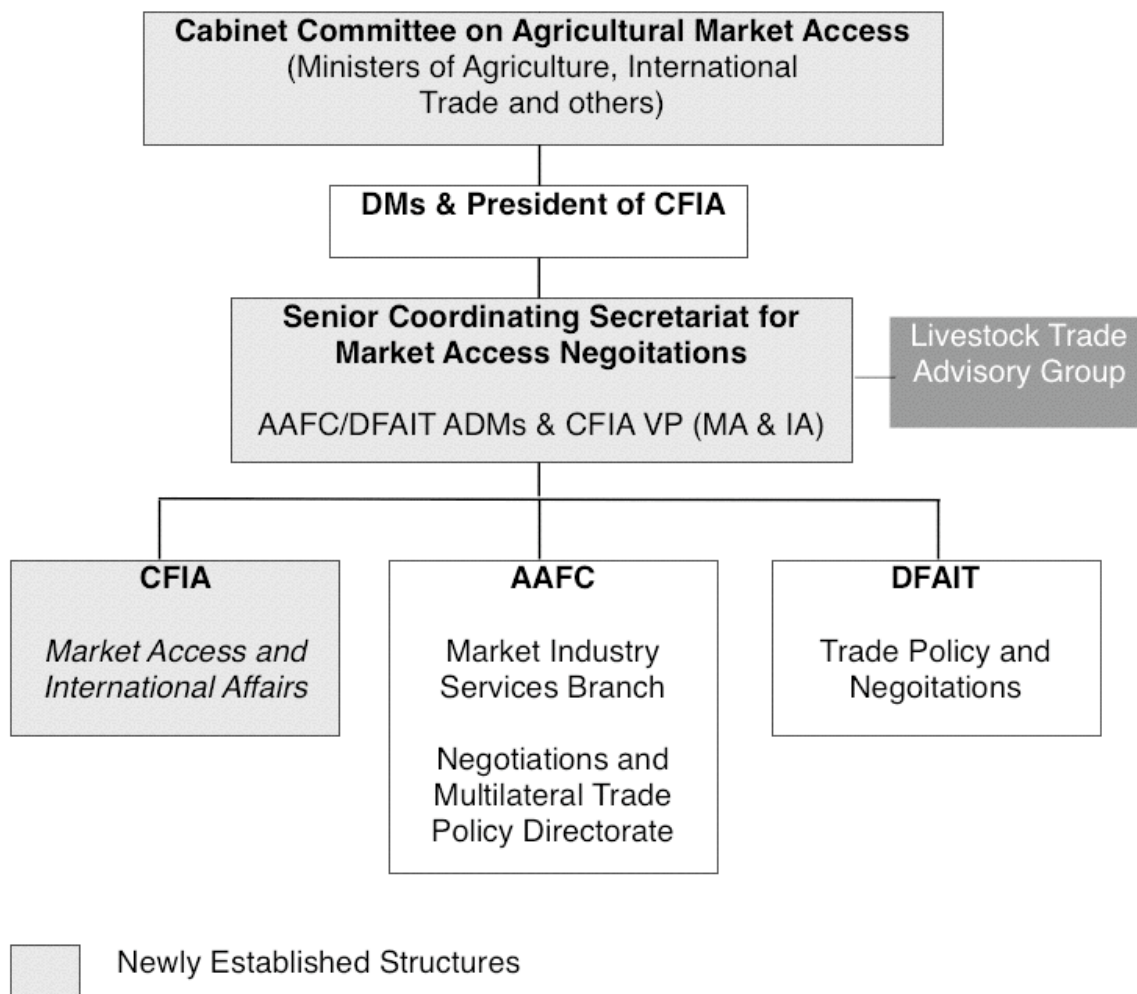 Cabinet Committee on Agricultural Market Access
(Ministers of Agriculture, International
Trade and others)
DMs & President of CFIA
Senior Coordinating Secretariat for
Market Access Negoitations
AAFC/DFAIT ADMs & CFIA VP (MA & IA)
Livestock Trade
Advisory Group
CFIA
Market Access and
International Affairs
AAFC
Market Industry
Services Branch
Negotiations and
Multilateral Trade
Policy Directorate
DFAIT
Trade Policy and
Negoitations
Newly Established Structures